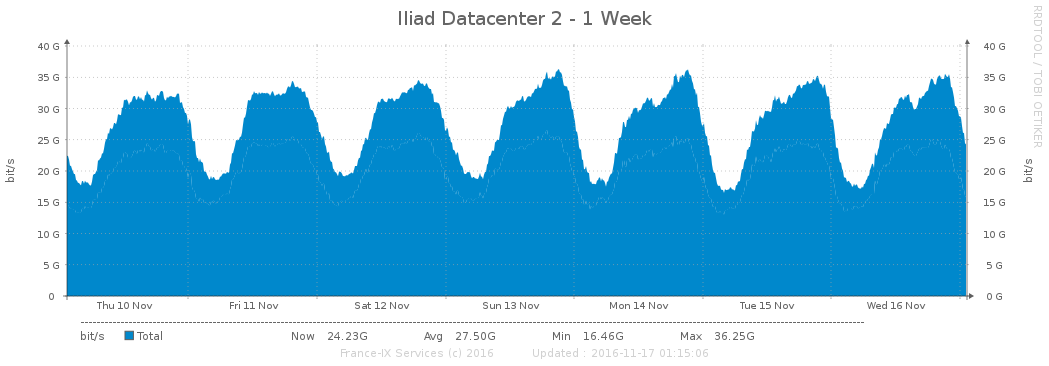 Iliad Datacenter 2 - 1 Week
RRDTOOL / TOBI OETIKER
40 G 40 G
35 G 35 G
30 G 30 G
25 G 25 G
20 G 20 G
15 G 15 G
10 G 10 G
5 G 5 G
0 0 G
bit/s
bit/s
Thu 10 Nov Fri 11 Nov Sat 12 Nov Sun 13 Nov Mon 14 Nov Tue 15 Nov Wed 16 Nov
bit/s Total Now 24.23G Avg 27.50G Min 16.46G Max 36.25G
France-IX Services (c) 2016 Updated : 2016-11-17 01:15:06